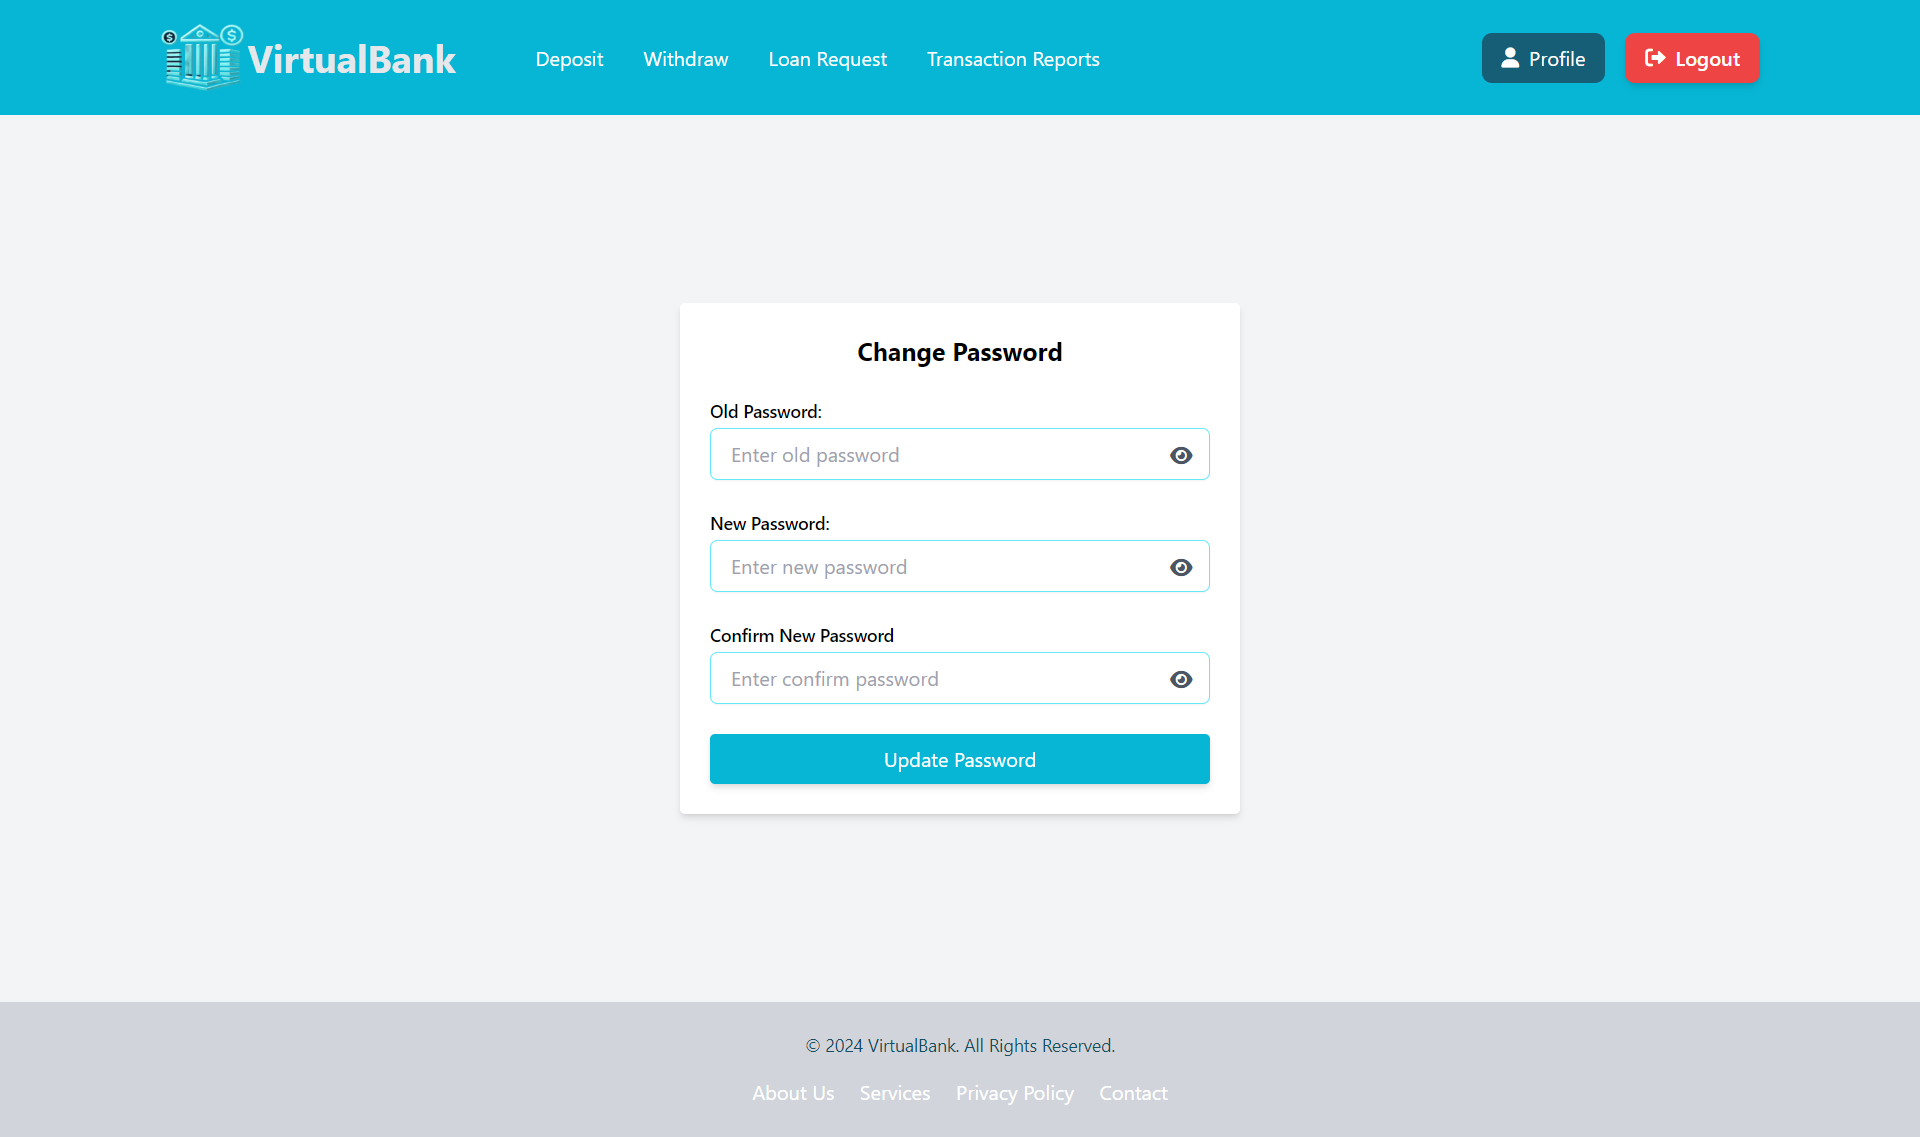 VirtualBank
Deposit Withdraw Loan Request Transaction Reports
Profile
Logout
Change Password
Old Password:
Enter old password
New Password:
Enter new password
Confirm New Password
Enter confirm password
Update Password
© 2024 VirtualBank. All Rights Reserved.
About Us Services Privacy Policy Contact